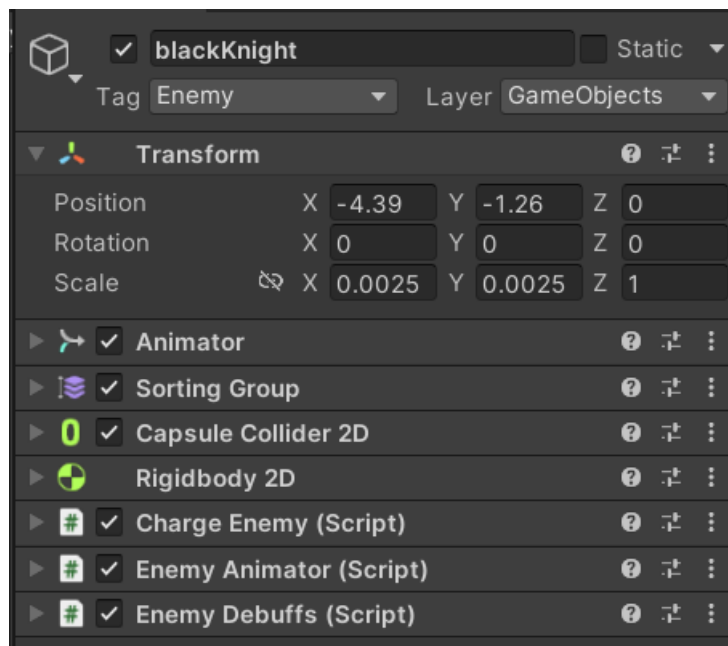 blackKnight Static
Tag Enemy Layer GameObjects
Transform
Position X -4.39 Y -1.26 Z 0
Rotation X 0 Y 0 Z 0
Scale X 0.0025 Y 0.0025 Z 1
Animator
Sorting Group
Capsule Collider 2D
Rigidbody 2D
# Charge Enemy (Script)
# Enemy Animator (Script)
# Enemy Debuffs (Script)